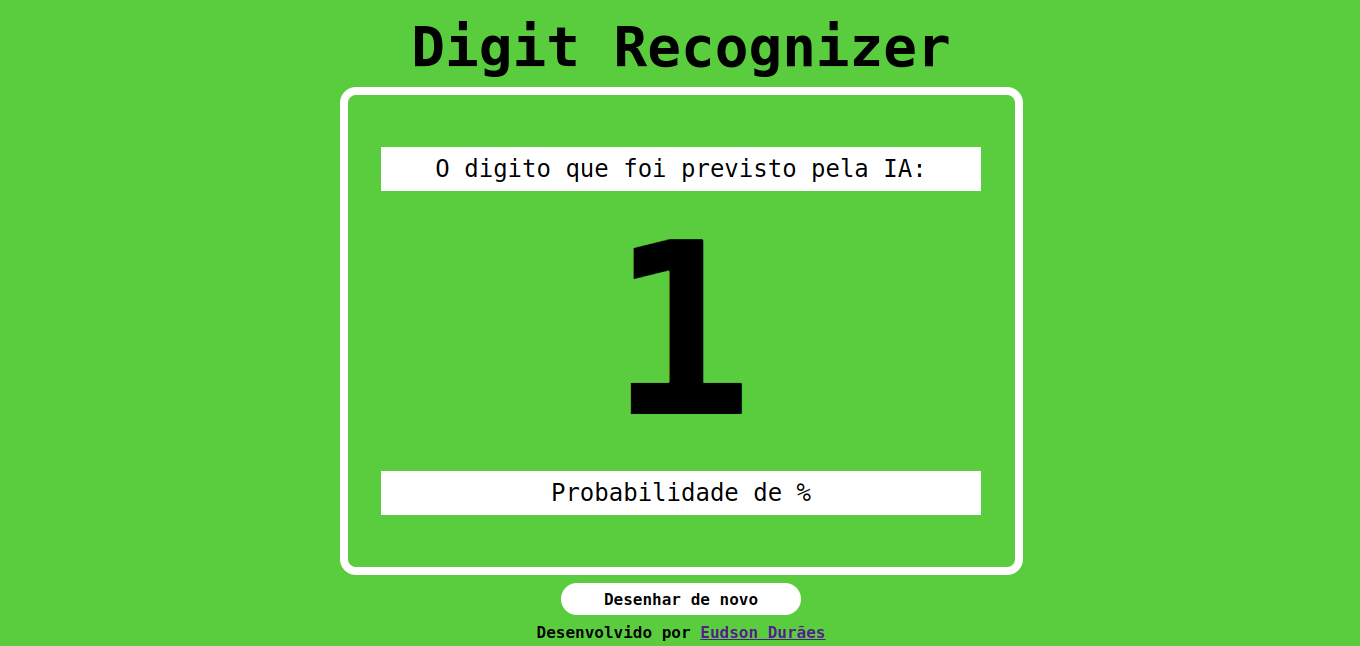 Digit Recognizer
O digito que foi previsto pela IA:
1
Probabilidade de %
Desenhar de novo
Desenvolvido por Eudson Durães